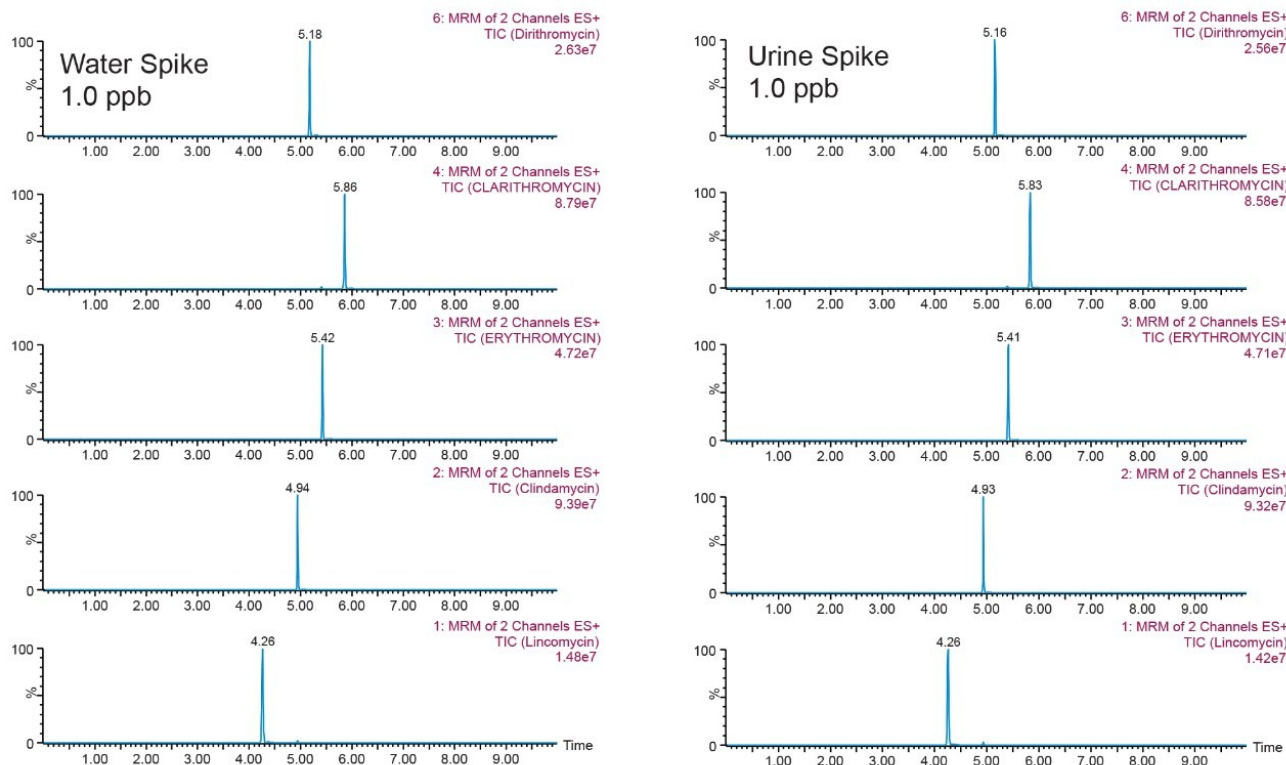 Water Spike
1.0 ppb
6: MRM of 2 Channels ES+
TIC (Dirithromycin)
2.63e7
5.18
100
%
0
1.00 2.00 3.00 4.00 5.00 6.00 7.00 8.00 9.00
4: MRM of 2 Channels ES+
TIC (CLARITHROMYCIN)
8.79e7
5.86
100
%
0
1.00 2.00 3.00 4.00 5.00 6.00 7.00 8.00 9.00
3: MRM of 2 Channels ES+
TIC (ERYTHROMYCIN)
4.72e7
5.42
100
%
0
1.00 2.00 3.00 4.00 5.00 6.00 7.00 8.00 9.00
2: MRM of 2 Channels ES+
TIC (Clindamycin)
9.39e7
4.94
100
%
0
1.00 2.00 3.00 4.00 5.00 6.00 7.00 8.00 9.00
1: MRM of 2 Channels ES+
TIC (Lincomycin)
1.48e7
4.26
100
%
0
Time
1.00 2.00 3.00 4.00 5.00 6.00 7.00 8.00 9.00
Urine Spike
1.0 ppb
6: MRM of 2 Channels ES+
TIC (Dirithromycin)
2.56e7
5.16
100
%
0
1.00 2.00 3.00 4.00 5.00 6.00 7.00 8.00 9.00
4: MRM of 2 Channels ES+
TIC (CLARITHROMYCIN)
8.58e7
5.83
100
%
0
1.00 2.00 3.00 4.00 5.00 6.00 7.00 8.00 9.00
3: MRM of 2 Channels ES+
TIC (ERYTHROMYCIN)
4.71e7
5.41
100
%
0
1.00 2.00 3.00 4.00 5.00 6.00 7.00 8.00 9.00
2: MRM of 2 Channels ES+
TIC (Clindamycin)
9.32e7
4.93
100
%
0
1.00 2.00 3.00 4.00 5.00 6.00 7.00 8.00 9.00
1: MRM of 2 Channels ES+
TIC (Lincomycin)
1.42e7
4.26
100
%
0
Time
1.00 2.00 3.00 4.00 5.00 6.00 7.00 8.00 9.00